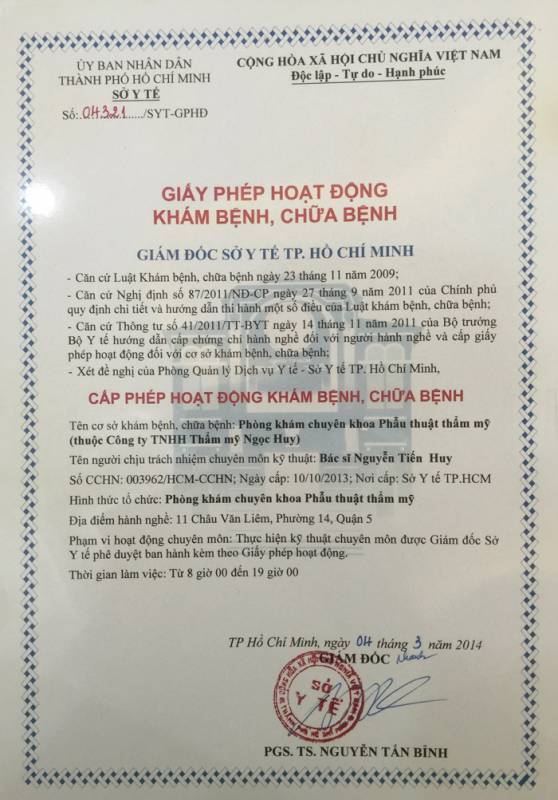 ỦY BAN NHÂN DÂN
THÀNH PHỐ HỒ CHÍ MINH
SỞ Y TẾ
Số: 04321....../SYT-GPHĐ
CỘNG HÒA XÃ HỘI CHỦ NGHĨA VIỆT NAM
Độc lập - Tự do - Hạnh phúc
GIẤY PHÉP HOẠT ĐỘNG
KHÁM BỆNH, CHỮA BỆNH
GIÁM ĐỐC SỞ Y TẾ TP. HỒ CHÍ MINH
- Căn cứ Luật Khám bệnh, chữa bệnh ngày 23 tháng 11 năm 2009;
- Căn cứ Nghị định số 87/2011/NĐ-CP ngày 27 tháng 9 năm 2011 của Chính phủ
quy định chi tiết và hướng dẫn thi hành một số điều của Luật khám bệnh, chữa bệnh;
- Căn cứ Thông tư số 41/2011/TT-BYT ngày 14 tháng 11 năm 2011 của Bộ trưởng
Bộ Y tế hướng dẫn cấp chứng chỉ hành nghề đối với người hành nghề và cấp giấy
phép hoạt động đối với cơ sở khám bệnh, chữa bệnh;
- Xét đề nghị của Phòng Quản lý Dịch vụ Y tế - Sở Y tế TP. Hồ Chí Minh,
CẤP PHÉP HOẠT ĐỘNG KHÁM BỆNH, CHỮA BỆNH
Tên cơ sở khám bệnh, chữa bệnh: Phòng khám chuyên khoa Phẫu thuật thẩm mỹ
(thuộc Công ty TNHH Thẩm mỹ Ngọc Huy)
Tên người chịu trách nhiệm chuyên môn kỹ thuật: Bác sĩ Nguyễn Tiến Huy
Số CCHN: 003962/HCM-CCHN; Ngày cấp: 10/10/2013; Nơi cấp: Sở Y tế TP.HCM
Hình thức tổ chức: Phòng khám chuyên khoa Phẫu thuật thẩm mỹ
Địa điểm hành nghề: 11 Châu Văn Liêm, Phường 14, Quận 5
Phạm vi hoạt động chuyên môn: Thực hiện kỹ thuật chuyên môn được Giám đốc Sở
Y tế phê duyệt ban hành kèm theo Giấy phép hoạt động.
Thời gian làm việc: Từ 8 giờ 00 đến 19 giờ 00
TP Hồ Chí Minh, ngày 04 tháng 3 năm 2014
GIÁM ĐỐC
SỞ
Y TẾ
PGS. TS. NGUYỄN TẤN BỈNH